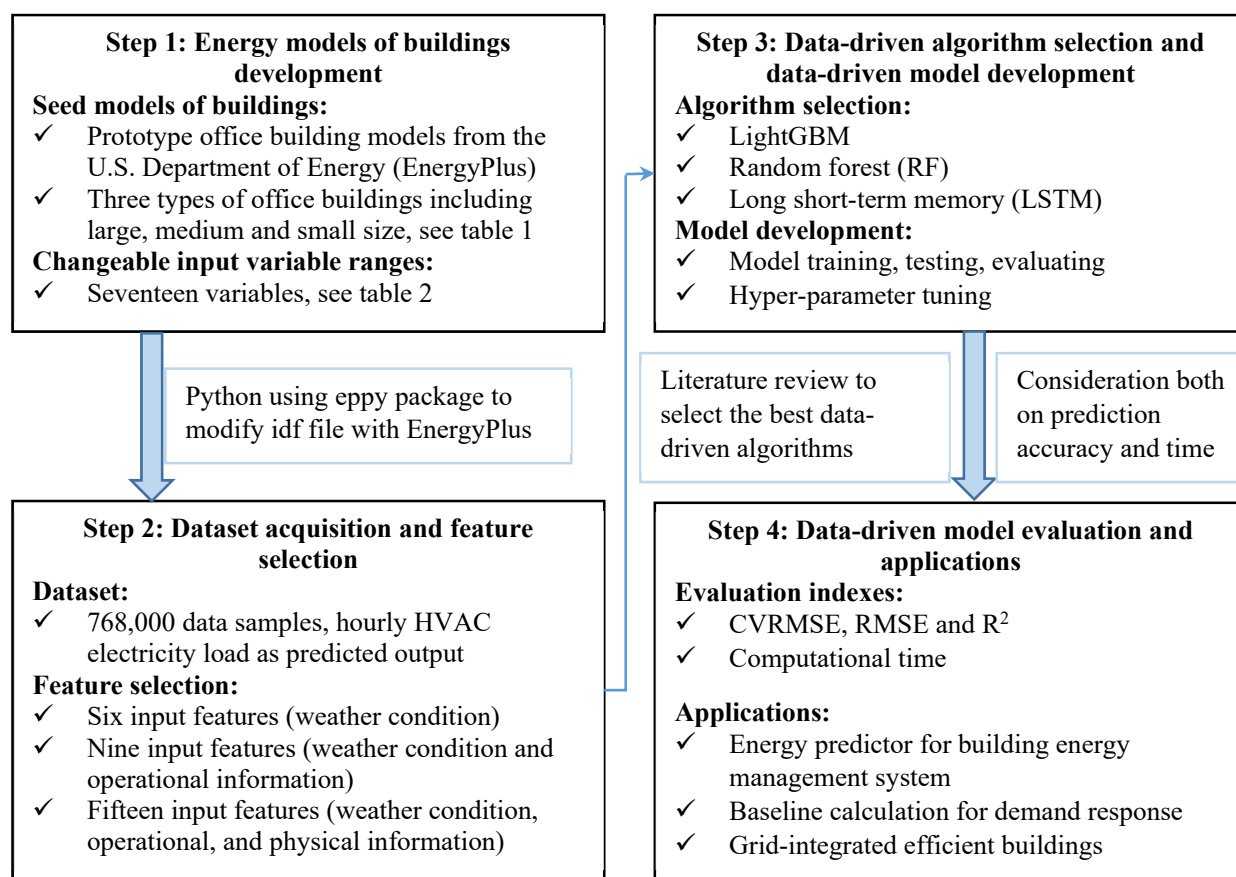 Step 1: Energy models of buildings
development
Seed models of buildings:
✓ Prototype office building models from the
U.S. Department of Energy (EnergyPlus)
✓ Three types of office buildings including
large, medium and small size, see table 1
Changeable input variable ranges:
✓ Seventeen variables, see table 2
Python using eppy package to
modify idf file with EnergyPlus
Step 2: Dataset acquisition and feature
selection
Dataset:
✓ 768,000 data samples, hourly HVAC
electricity load as predicted output
Feature selection:
✓ Six input features (weather condition)
✓ Nine input features (weather condition and
operational information)
✓ Fifteen input features (weather condition,
operational, and physical information)
Step 3: Data-driven algorithm selection and
data-driven model development
Algorithm selection:
✓ LightGBM
✓ Random forest (RF)
✓ Long short-term memory (LSTM)
Model development:
✓ Model training, testing, evaluating
✓ Hyper-parameter tuning
Literature review to
select the best data-
driven algorithms
Consideration both
on prediction
accuracy and time
Step 4: Data-driven model evaluation and
applications
Evaluation indexes:
✓ CVRMSE, RMSE and R²
✓ Computational time
Applications:
✓ Energy predictor for building energy
management system
✓ Baseline calculation for demand response
✓ Grid-integrated efficient buildings